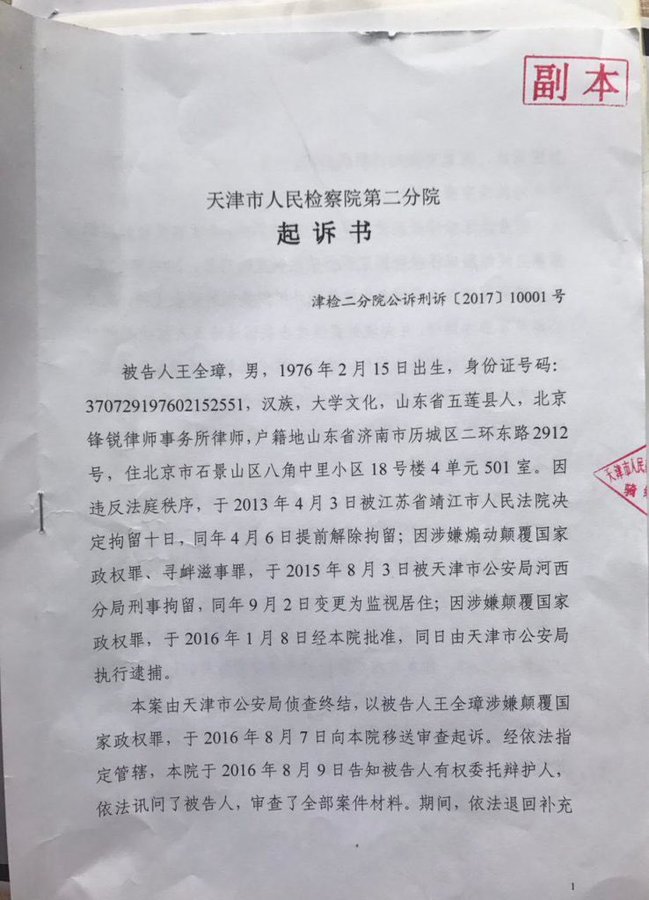 副本
天津市人民检察院第二分院
起诉书
津检二分院公诉刑诉〔2017〕10001号
被告人王全璋，男，1976年2月15日出生，身份证号码：
370729197602152551，汉族，大学文化，山东省五莲县人，北京
锋锐律师事务所律师，户籍地山东省济南市历城区二环东路2912
号，住北京市石景山区八角中里小区18号楼4单元501室。因
违反法庭秩序，于2013年4月3日被江苏省靖江市人民法院决
定拘留十日，同年4月6日提前解除拘留；因涉嫌煽动颠覆国家
政权罪、寻衅滋事罪，于2015年8月3日被天津市公安局河西
分局刑事拘留，同年9月2日变更为监视居住；因涉嫌颠覆国家
政权罪，于2016年1月8日经本院批准，同日由天津市公安局
执行逮捕。
本案由天津市公安局侦查终结，以被告人王全璋涉嫌颠覆国
家政权罪，于2016年8月7日向本院移送审查起诉。经依法指
定管辖，本院于2016年8月9日告知被告人有权委托辩护人，
依法讯问了被告人，审查了全部案件材料。期间，依法退回补充
天津市人民
骑
1